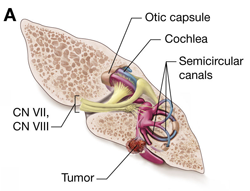 A
Otic capsule
Cochlea
Semicircular
canals
CN VII,
CN VIII
Tumor